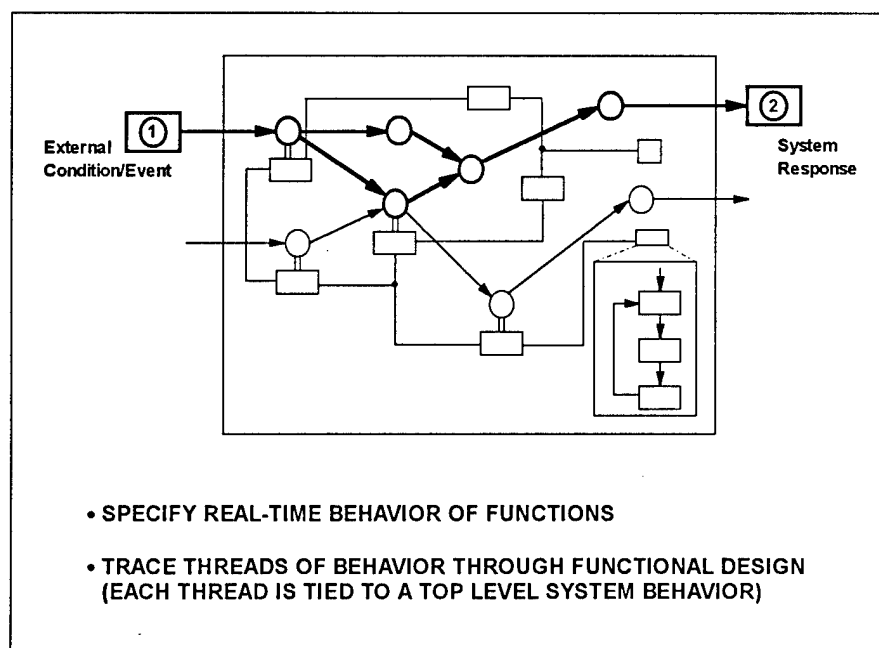 1
2
External
Condition/Event
System
Response
• SPECIFY REAL-TIME BEHAVIOR OF FUNCTIONS
• TRACE THREADS OF BEHAVIOR THROUGH FUNCTIONAL DESIGN
(EACH THREAD IS TIED TO A TOP LEVEL SYSTEM BEHAVIOR)